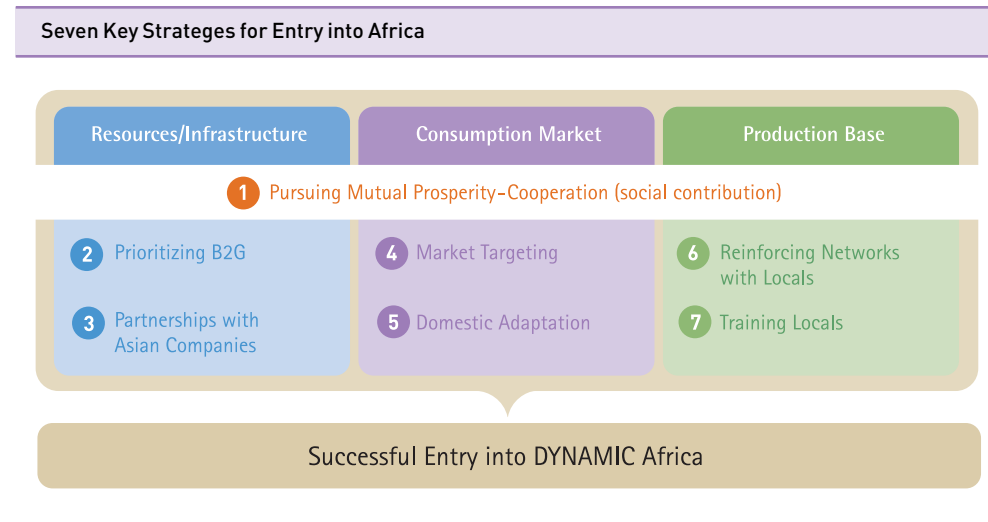 Seven Key Strateges for Entry into Africa
Resources/Infrastructure
Consumption Market
Production Base
1 Pursuing Mutual Prosperity-Cooperation (social contribution)
2 Prioritizing B2G
3 Partnerships with
Asian Companies
4 Market Targeting
5 Domestic Adaptation
6 Reinforcing Networks
with Locals
7 Training Locals
Successful Entry into DYNAMIC Africa